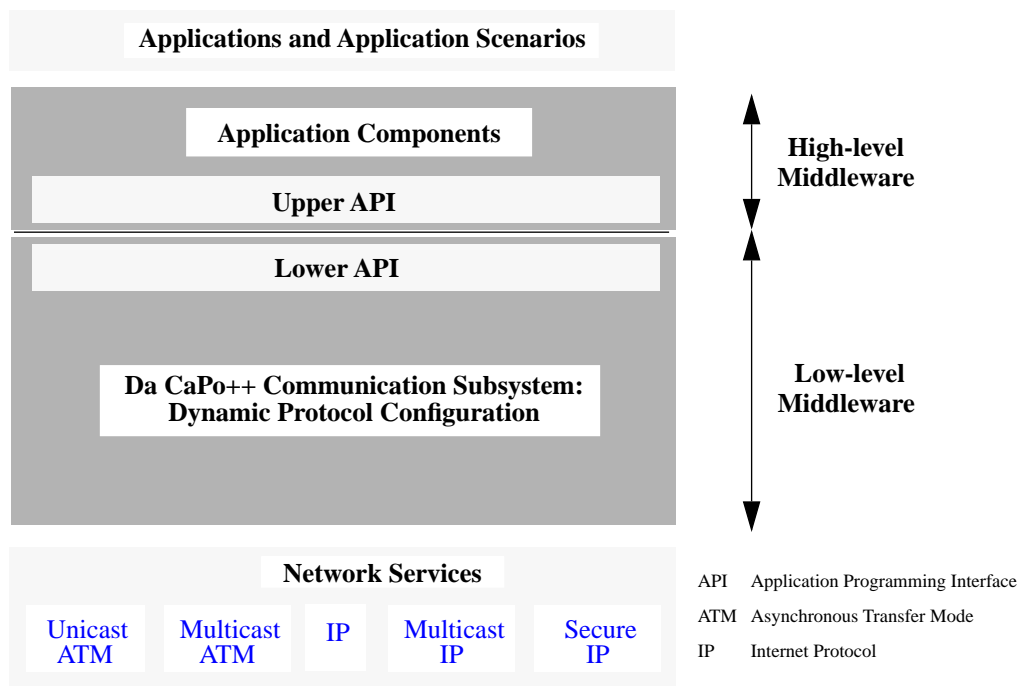 Applications and Application Scenarios
Application Components
High-level
Middleware
Upper API
Lower API
Da CaPo++ Communication Subsystem:
Dynamic Protocol Configuration
Low-level
Middleware
Network Services
Unicast
ATM
Multicast
ATM
IP
Multicast
IP
Secure
IP
API Application Programming Interface
ATM Asynchronous Transfer Mode
IP Internet Protocol